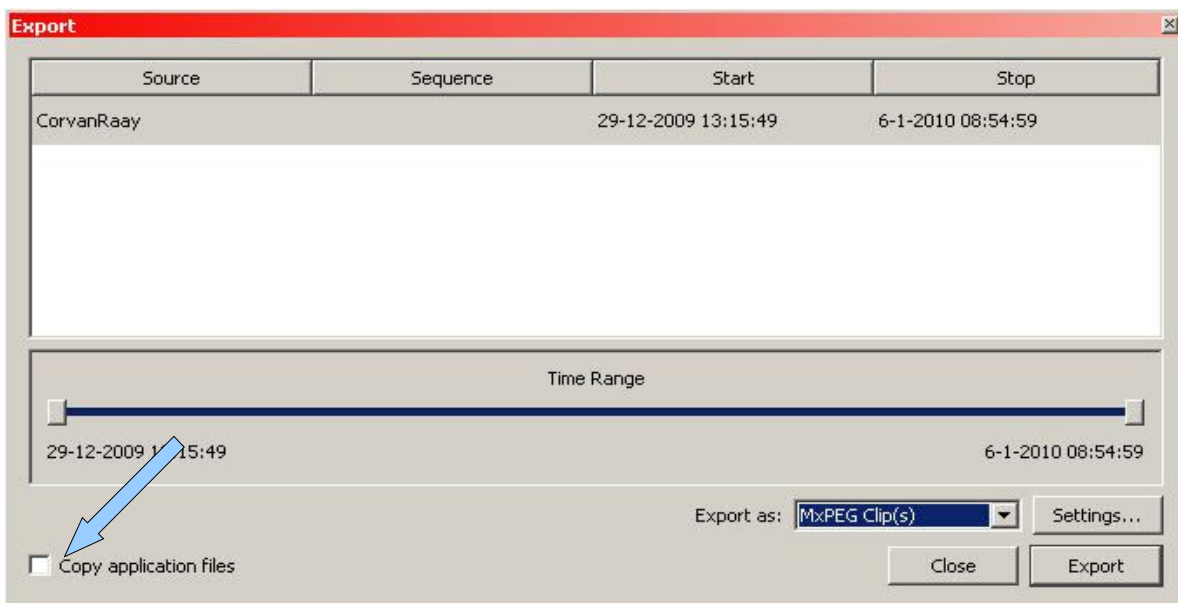 Export
Source Sequence Start Stop
CorvanRaay 29-12-2009 13:15:49 6-1-2010 08:54:59
Time Range
29-12-2009 15:49 6-1-2010 08:54:59
Export as: MxPEG Clip(s) Settings...
Copy application files Close Export